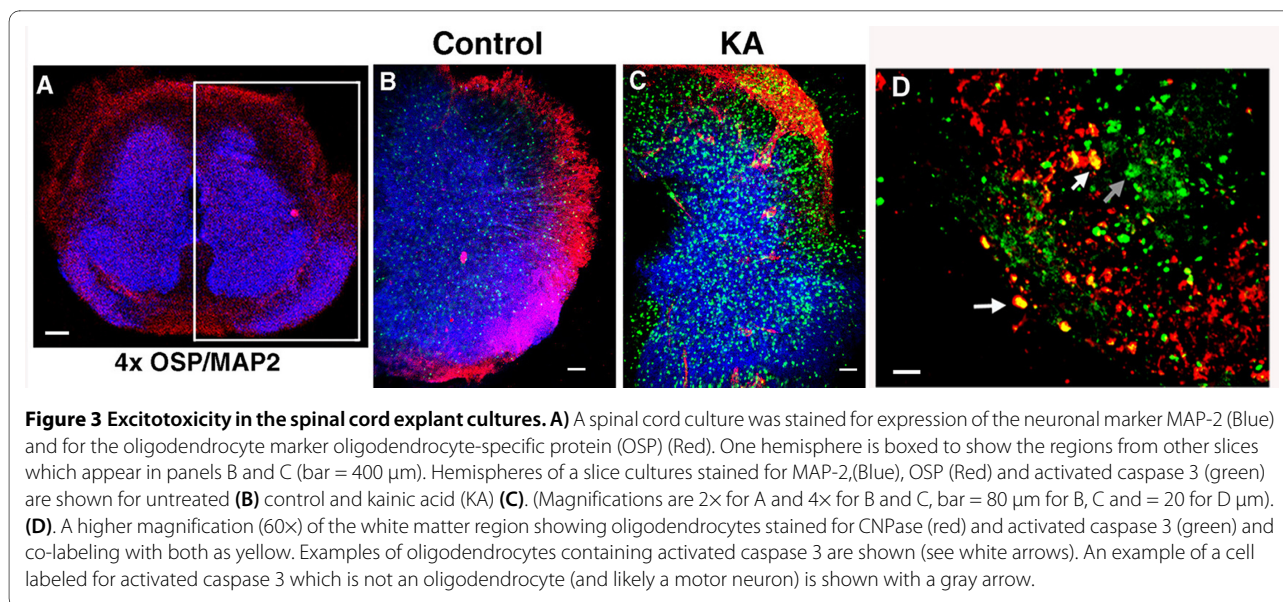 Control
KA
A
B
C
D
4x OSP/MAP2
Figure 3 Excitotoxicity in the spinal cord explant cultures. A) A spinal cord culture was stained for expression of the neuronal marker MAP-2 (Blue)
and for the oligodendrocyte marker oligodendrocyte-specific protein (OSP) (Red). One hemisphere is boxed to show the regions from other slices
which appear in panels B and C (bar = 400 μm). Hemispheres of a slice cultures stained for MAP-2,(Blue), OSP (Red) and activated caspase 3 (green)
are shown for untreated (B) control and kainic acid (KA) (C). (Magnifications are 2× for A and 4× for B and C, bar = 80 μm for B, C and = 20 for D μm).
(D). A higher magnification (60×) of the white matter region showing oligodendrocytes stained for CNPase (red) and activated caspase 3 (green) and
co-labeling with both as yellow. Examples of oligodendrocytes containing activated caspase 3 are shown (see white arrows). An example of a cell
labeled for activated caspase 3 which is not an oligodendrocyte (and likely a motor neuron) is shown with a gray arrow.